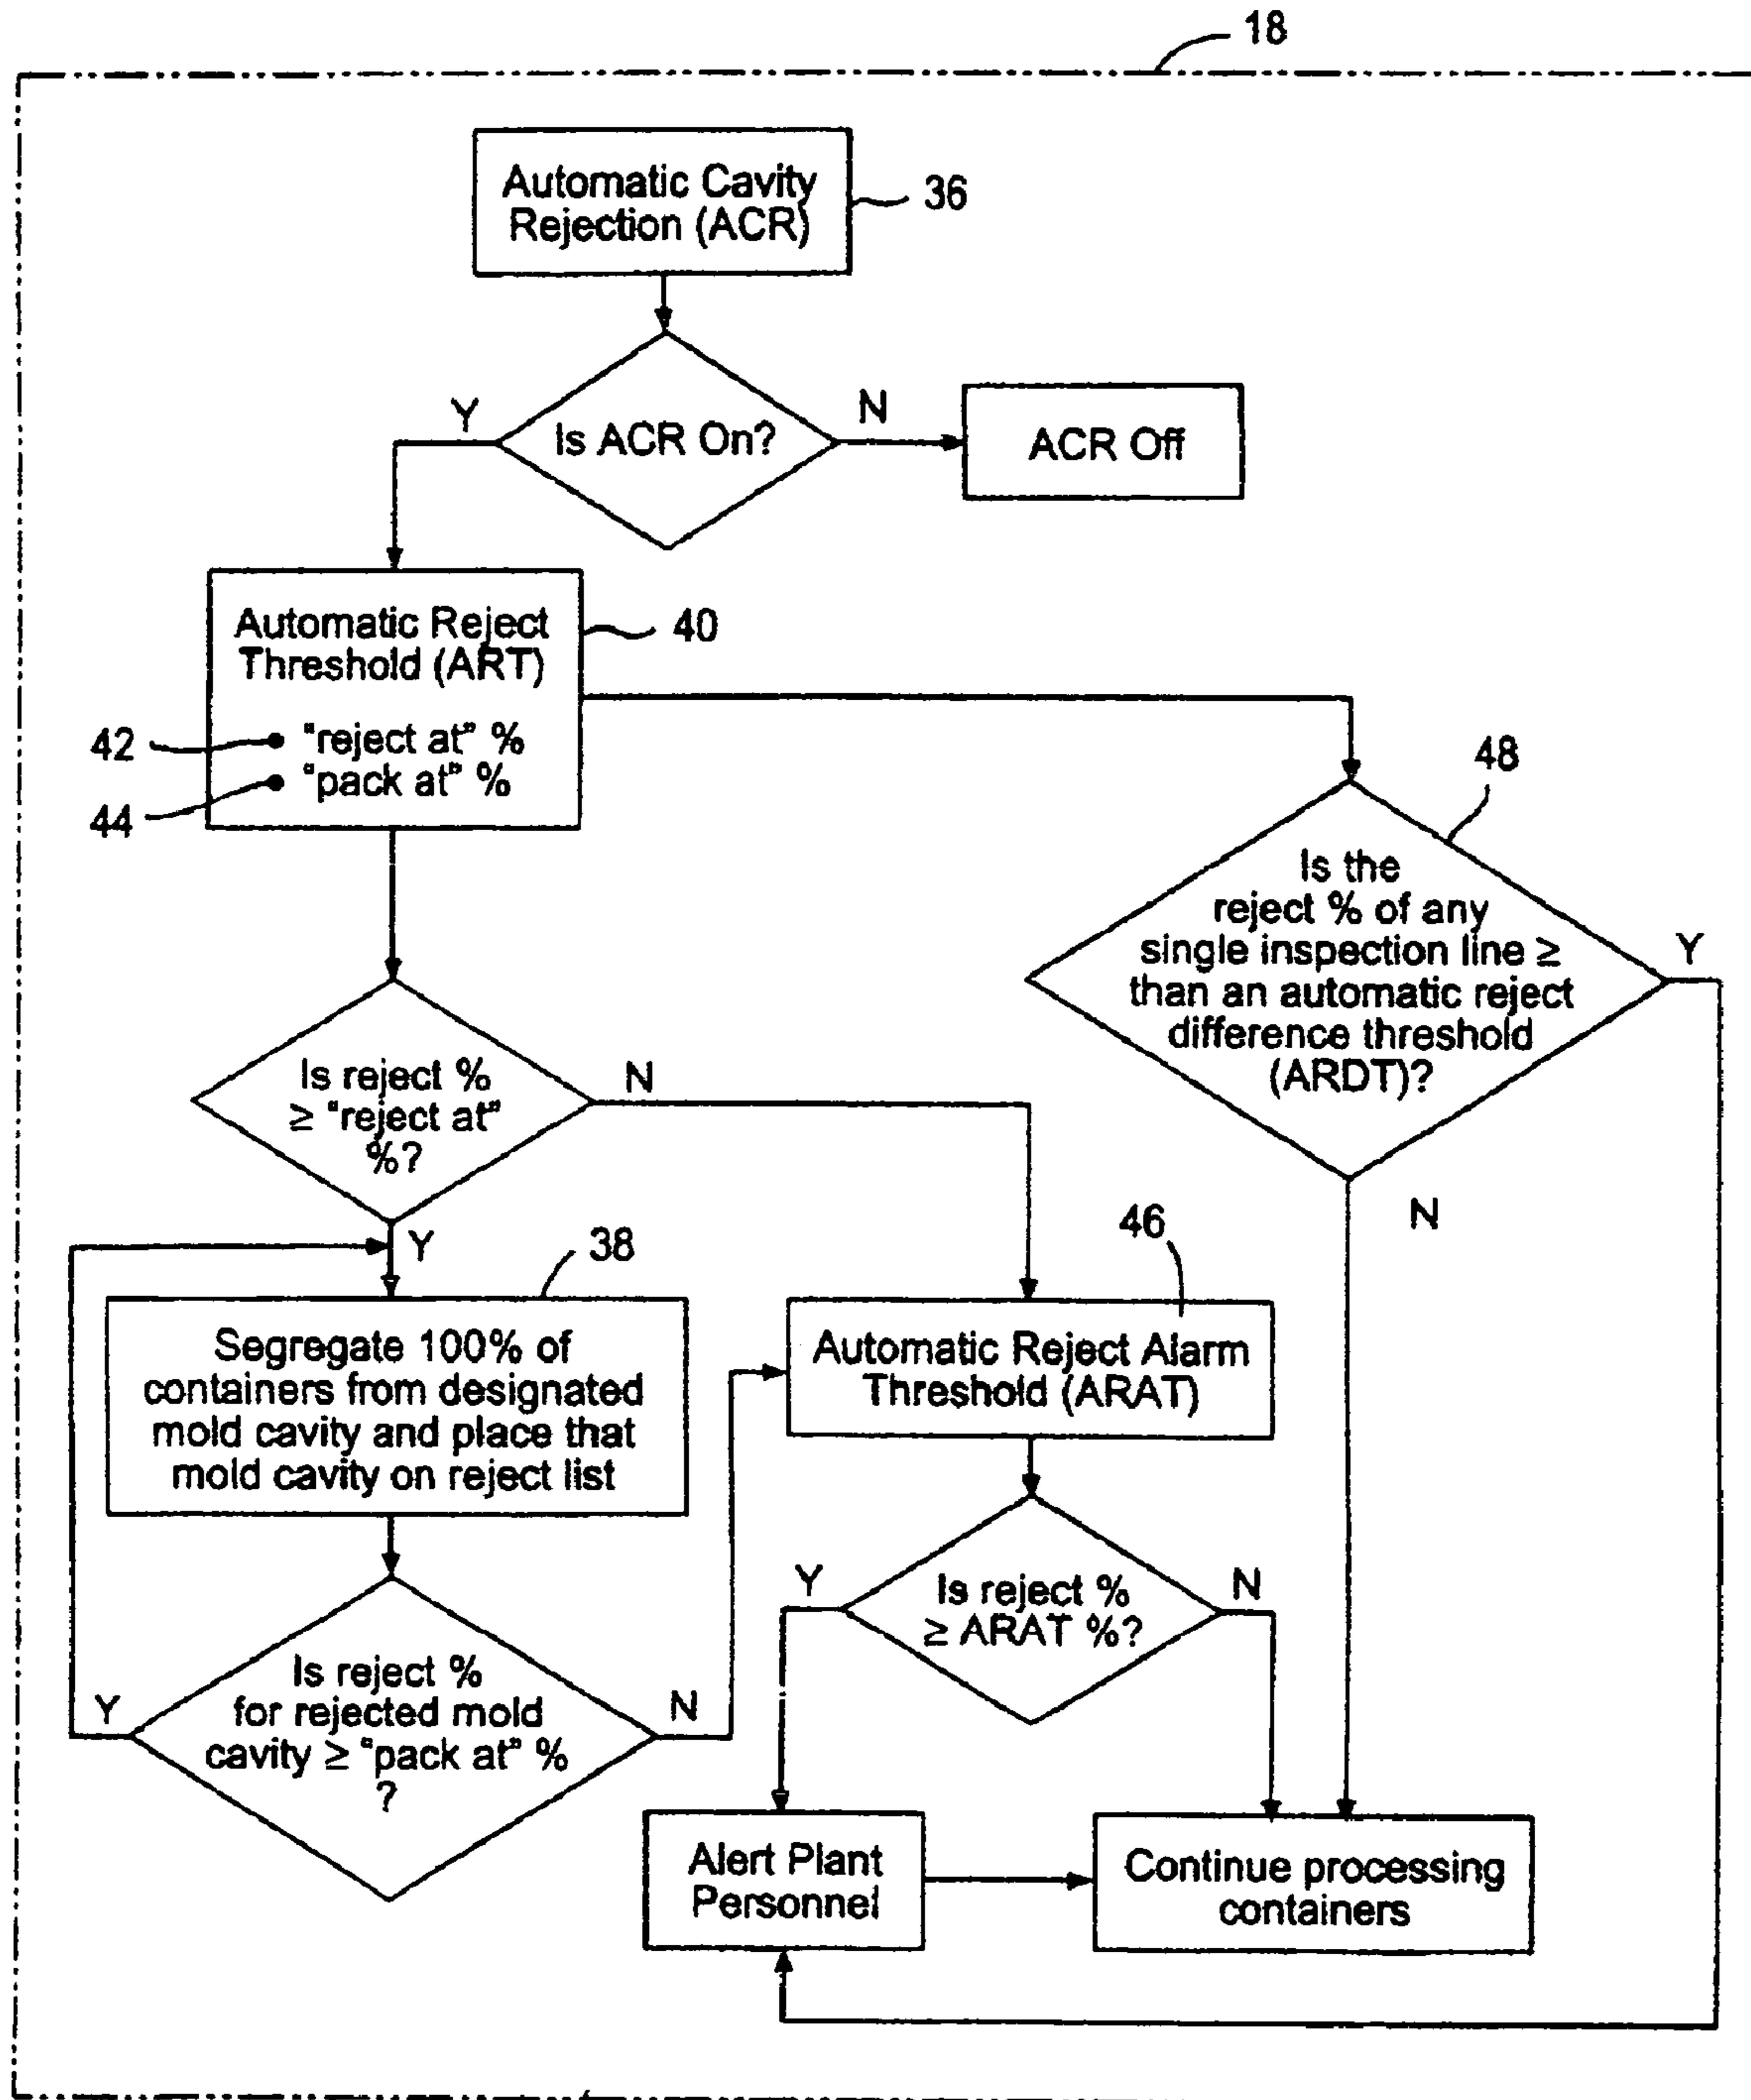 18
Automatic Cavity
Rejection (ACR)
36
Is ACR On?
Y
N
ACR Off
Automatic Reject
Threshold (ART)
40
42
"reject at" %
44
"pack at" %
48
Is the
reject % of any
single inspection line ≥
than an automatic reject
difference threshold
(ARDT)?
Y
N
Is reject %
≥ "reject at"
%?
N
Y
38
Segregate 100% of
containers from designated
mold cavity and place that
mold cavity on reject list
46
Automatic Reject Alarm
Threshold (ARAT)
Is reject %
for rejected mold
cavity ≥ "pack at" %
?
Y
N
Is reject %
≥ ARAT %?
Y
N
Alert Plant
Personnel
Continue processing
containers